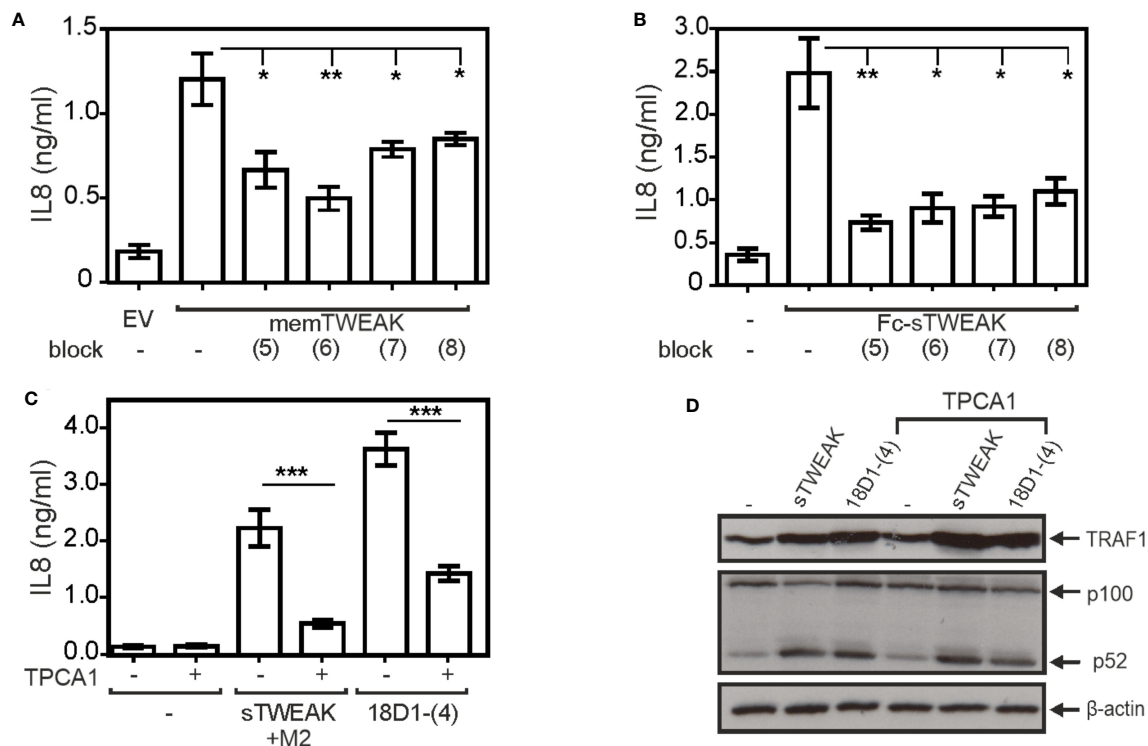 A
IL8 (ng/ml)
1.5
1.0
0.5
0
* ** * *
EV
memTWEAK
block - - (5) (6) (7) (8)
B
IL8 (ng/ml)
3.0
2.5
2.0
1.5
1.0
0.5
0
** * * *
- Fc-sTWEAK
block - - (5) (6) (7) (8)
C
IL8 (ng/ml)
4.0
3.0
2.0
1.0
0.0
*** ***
TPCA1 - + - + - +
- sTWEAK 18D1-(4)
+M2
D
TPCA1
- sTWEAK 18D1-(4) - sTWEAK 18D1-(4)
TRAF1
p100
p52
β-actin